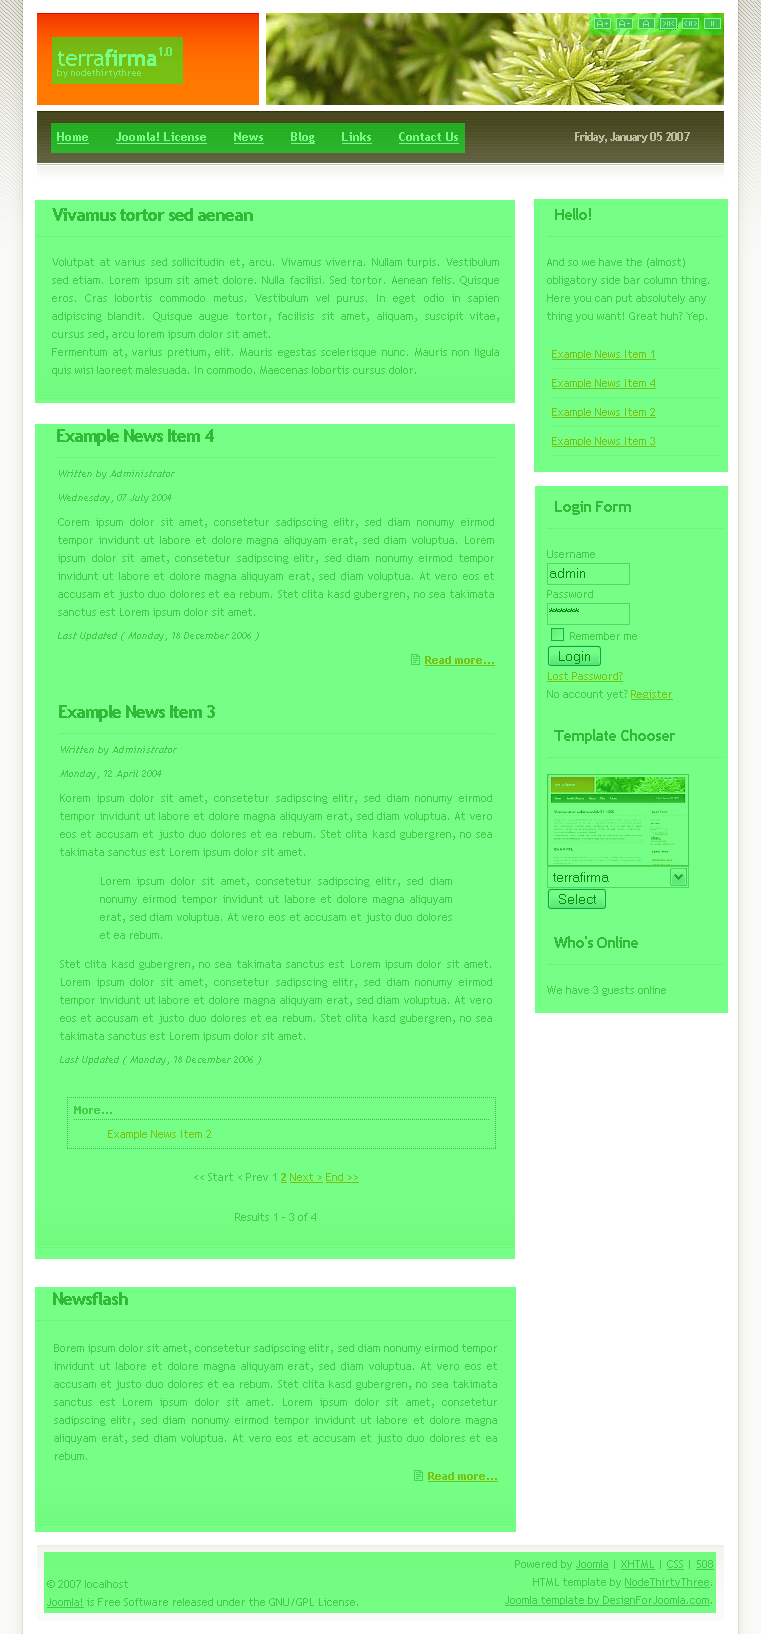 terrafirma1.0
by nodethirtythree
A+ A- A >|< <|> ||
Home Joomla! License News Blog Links Contact Us
Friday, January 05 2007
Vivamus tortor sed aenean
Volutpat at varius sed sollicitudin et, arcu. Vivamus viverra. Nullam turpis. Vestibulum
sed etiam. Lorem ipsum sit amet dolore. Nulla facilisi. Sed tortor. Aenean felis. Quisque
eros. Cras lobortis commodo metus. Vestibulum vel purus. In eget odio in sapien
adipiscing blandit. Quisque augue tortor, facilisis sit amet, aliquam, suscipit vitae,
cursus sed, arcu lorem ipsum dolor sit amet.
Fermentum at, varius pretium, elit. Mauris egestas scelerisque nunc. Mauris non ligula
quis wisi laoreet malesuada. In commodo. Maecenas lobortis cursus dolor.
Hello!
And so we have the (almost)
obligatory side bar column thing.
Here you can put absolutely any
thing you want! Great huh? Yep.
Example News Item 1
Example News Item 4
Example News Item 2
Example News Item 3
Example News Item 4
Written by Administrator
Wednesday, 07 July 2004
Corem ipsum dolor sit amet, consetetur sadipscing elitr, sed diam nonumy eirmod
tempor invidunt ut labore et dolore magna aliquyam erat, sed diam voluptua. Lorem
ipsum dolor sit amet, consetetur sadipscing elitr, sed diam nonumy eirmod tempor
invidunt ut labore et dolore magna aliquyam erat, sed diam voluptua. At vero eos et
accusam et justo duo dolores et ea rebum. Stet clita kasd gubergren, no sea takimata
sanctus est Lorem ipsum dolor sit amet.
Last Updated ( Monday, 18 December 2006 )
Read more...
Login Form
Username
admin
Password
*******
Remember me
Login
Lost Password?
No account yet? Register
Template Chooser
terrafirma
Select
Who's Online
We have 3 guests online
Example News Item 3
Written by Administrator
Monday, 12 April 2004
Korem ipsum dolor sit amet, consetetur sadipscing elitr, sed diam nonumy eirmod
tempor invidunt ut labore et dolore magna aliquyam erat, sed diam voluptua. At vero
eos et accusam et justo duo dolores et ea rebum. Stet clita kasd gubergren, no sea
takimata sanctus est Lorem ipsum dolor sit amet.
Lorem ipsum dolor sit amet, consetetur sadipscing elitr, sed diam
nonumy eirmod tempor invidunt ut labore et dolore magna aliquyam
erat, sed diam voluptua. At vero eos et accusam et justo duo dolores
et ea rebum.
Stet clita kasd gubergren, no sea takimata sanctus est Lorem ipsum dolor sit amet.
Lorem ipsum dolor sit amet, consetetur sadipscing elitr, sed diam nonumy eirmod
tempor invidunt ut labore et dolore magna aliquyam erat, sed diam voluptua. At vero
eos et accusam et justo duo dolores et ea rebum. Stet clita kasd gubergren, no sea
takimata sanctus est Lorem ipsum dolor sit amet.
Last Updated ( Monday, 18 December 2006 )
More...
Example News Item 2
<< Start < Prev 1 2 Next > End >>
Results 1 - 3 of 4
Newsflash
Borem ipsum dolor sit amet, consetetur sadipscing elitr, sed diam nonumy eirmod tempor
invidunt ut labore et dolore magna aliquyam erat, sed diam voluptua. At vero eos et
accusam et justo duo dolores et ea rebum. Stet clita kasd gubergren, no sea takimata
sanctus est Lorem ipsum dolor sit amet. Lorem ipsum dolor sit amet, consetetur
sadipscing elitr, sed diam nonumy eirmod tempor invidunt ut labore et dolore magna
aliquyam erat, sed diam voluptua. At vero eos et accusam et justo duo dolores et ea
rebum.
Read more...
Powered by Joomla | XHTML | CSS | 508
© 2007 localhost
HTML template by NodeThirtyThree.
Joomla! is Free Software released under the GNU/GPL License.
Joomla template by DesignForJoomla.com.